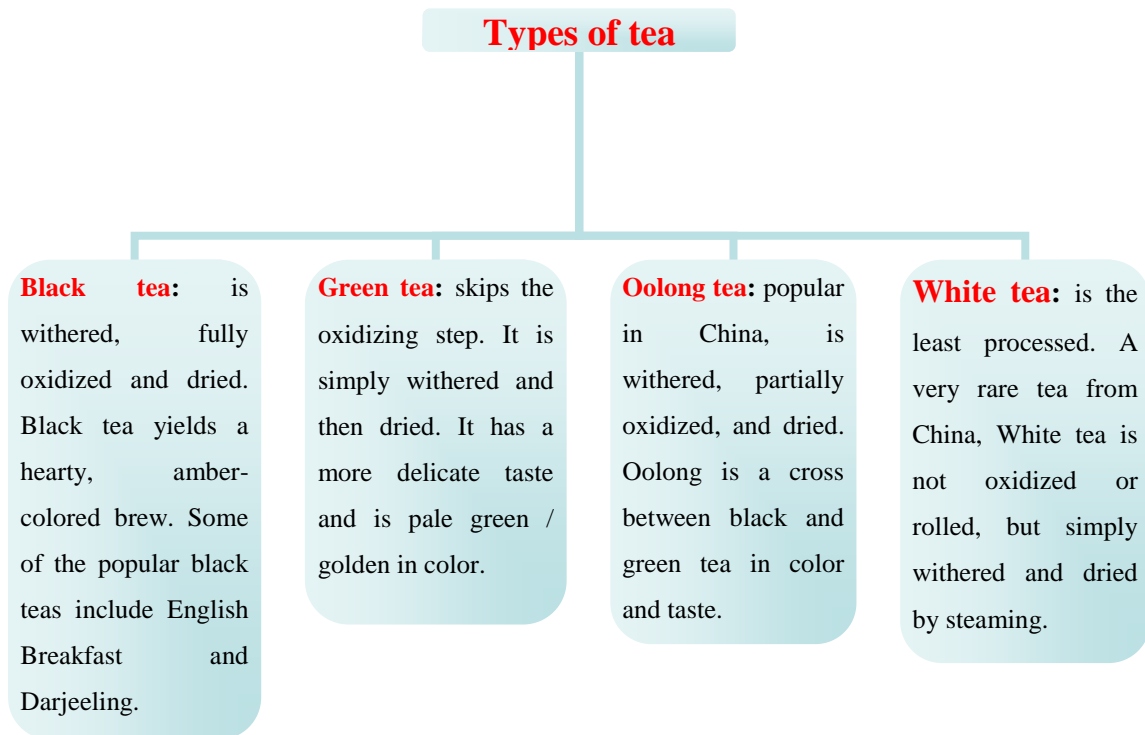 Types of tea
Black tea: is
withered, fully
oxidized and dried.
Black tea yields a
hearty, amber-
colored brew. Some
of the popular black
teas include English
Breakfast and
Darjeeling.
Green tea: skips the
oxidizing step. It is
simply withered and
then dried. It has a
more delicate taste
and is pale green /
golden in color.
Oolong tea: popular
in China, is
withered, partially
oxidized, and dried.
Oolong is a cross
between black and
green tea in color
and taste.
White tea: is the
least processed. A
very rare tea from
China, White tea is
not oxidized or
rolled, but simply
withered and dried
by steaming.